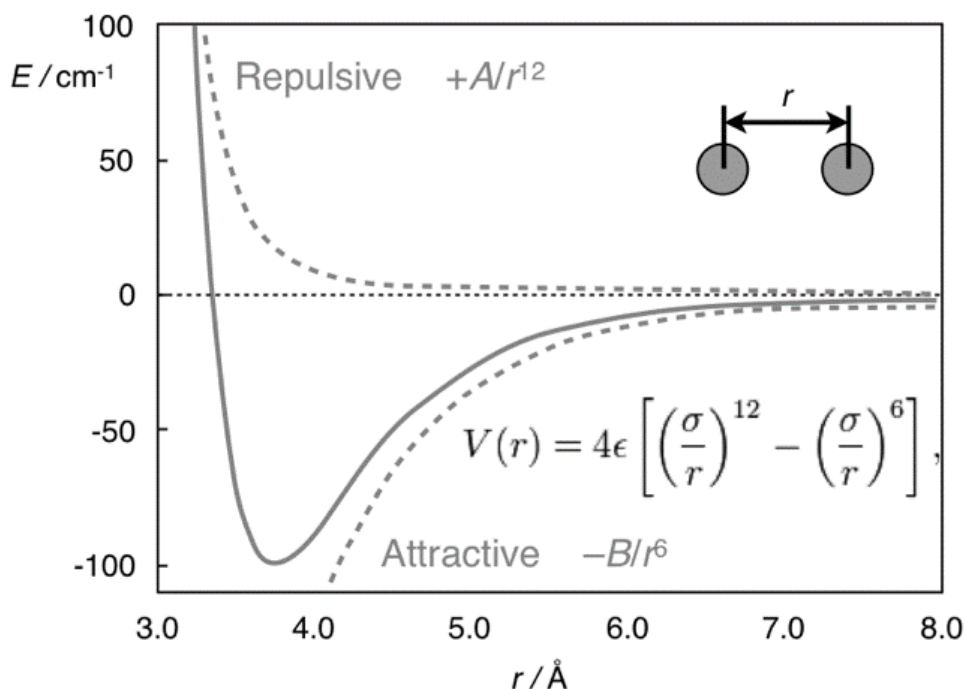 100
E / cm-1
Repulsive +A/r12
r
50
0
-50
V(r) = 4ϵ [ (σ/r)^12 − (σ/r)^6 ] ,
Attractive –B/r6
-100
3.0 4.0 5.0 6.0 7.0 8.0
r / Å